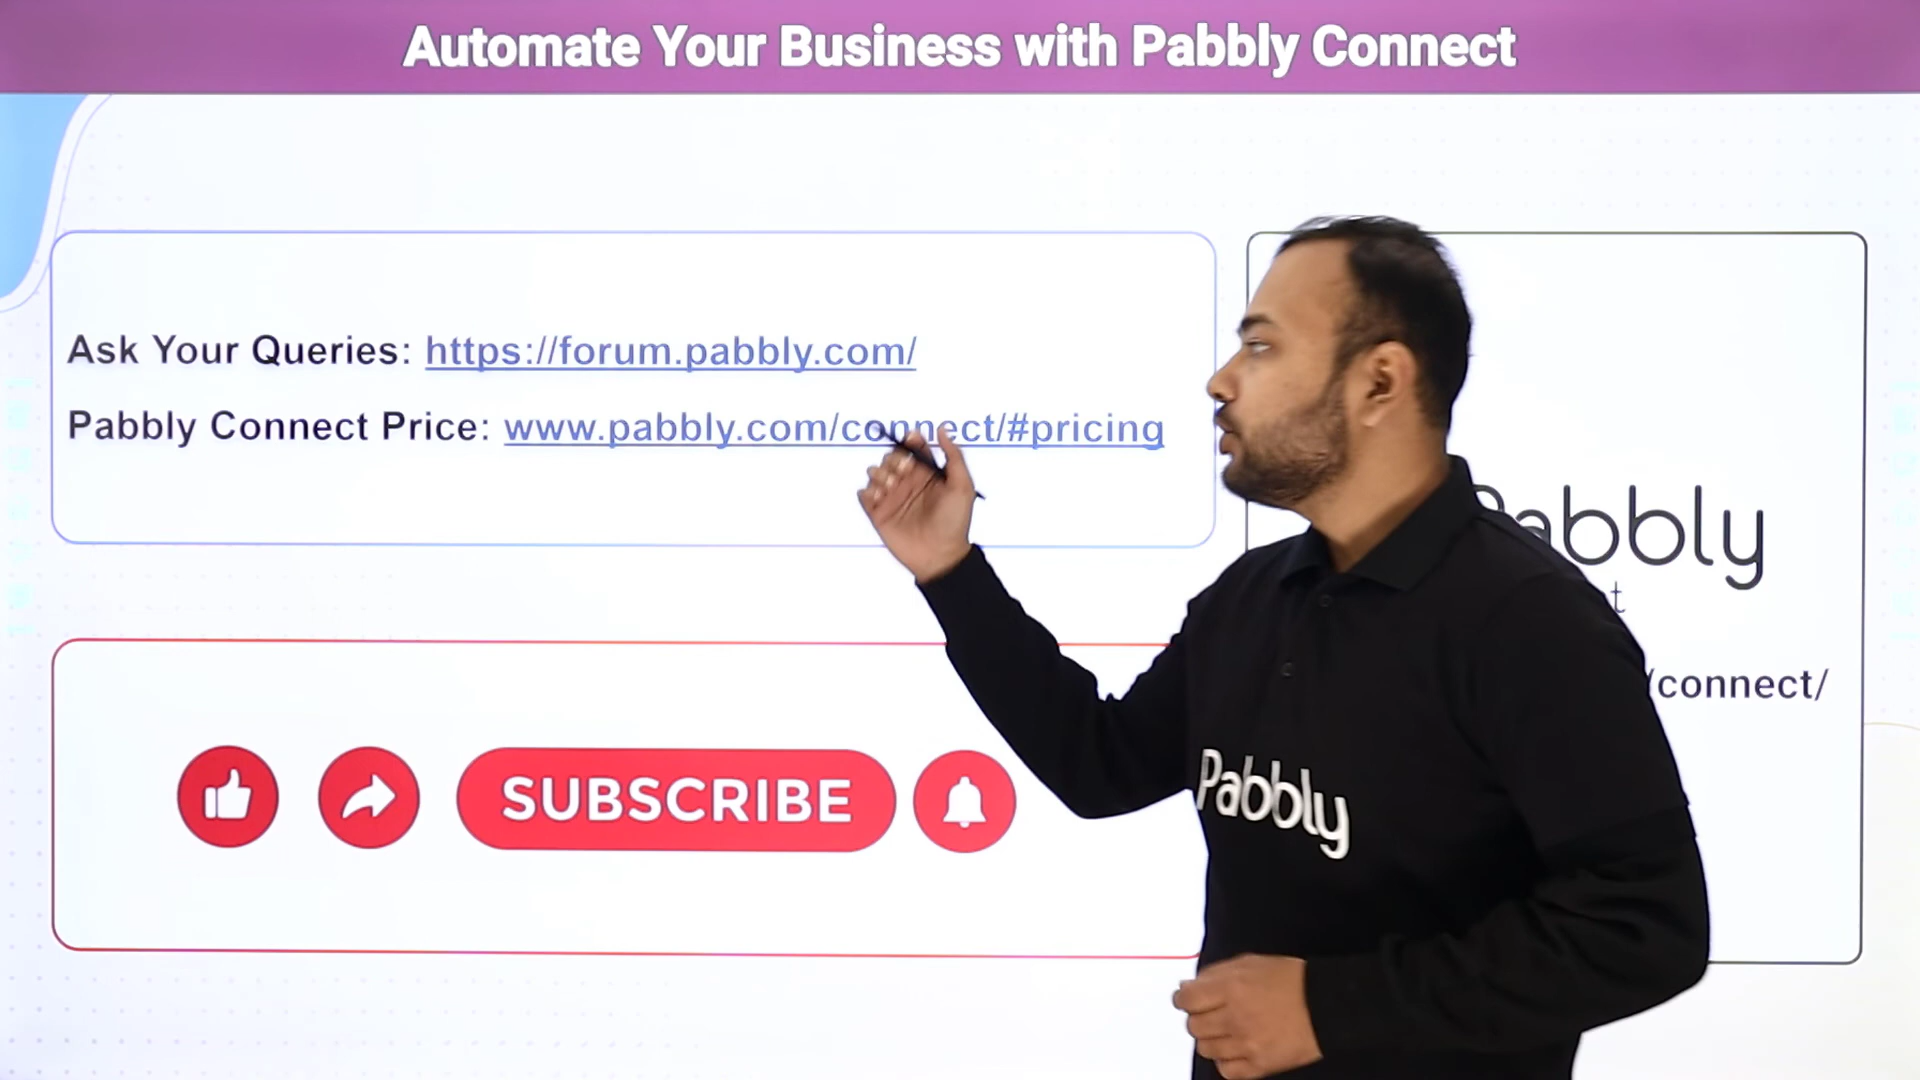 Automate Your Business with Pabbly Connect
Ask Your Queries: https://forum.pabbly.com/
Pabbly Connect Price: www.pabbly.com/connect/#pricing
SUBSCRIBE
Pabbly
/connect/
Pabbly